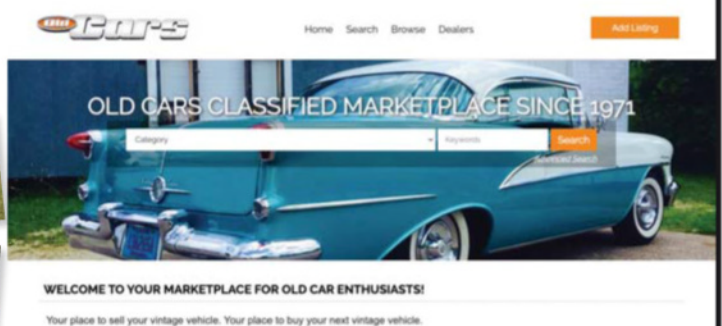 Old Cars
Home Search Browse Dealers
Add Listing
OLD CARS CLASSIFIED MARKETPLACE SINCE 1971
Category Keywords Search
Advanced Search
WELCOME TO YOUR MARKETPLACE FOR OLD CAR ENTHUSIASTS!
Your place to sell your vintage vehicle. Your place to buy your next vintage vehicle.